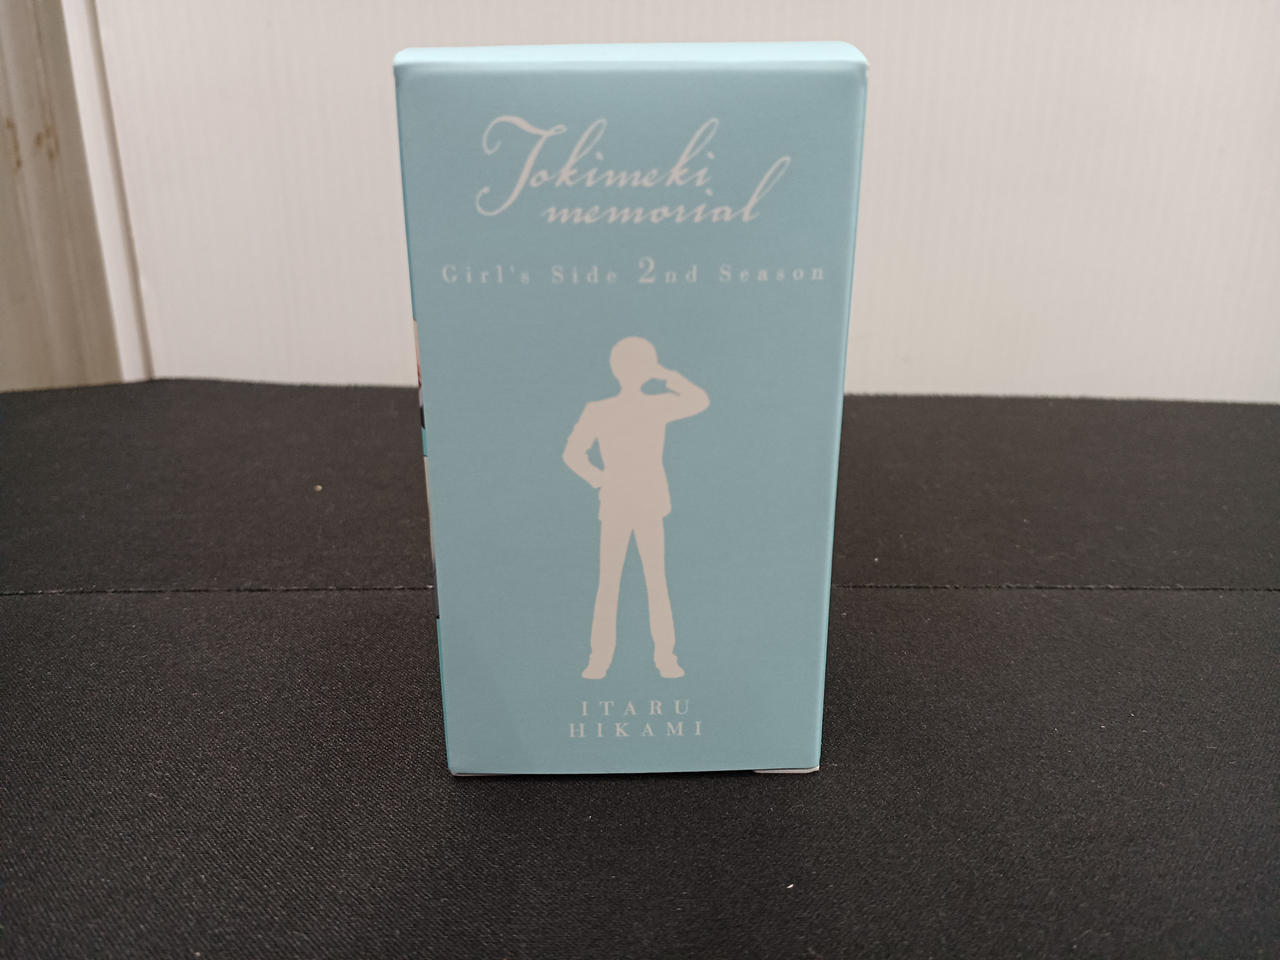 Tokimeki
memorial
Girl's Side 2nd Season
ITARU
HIKAMI